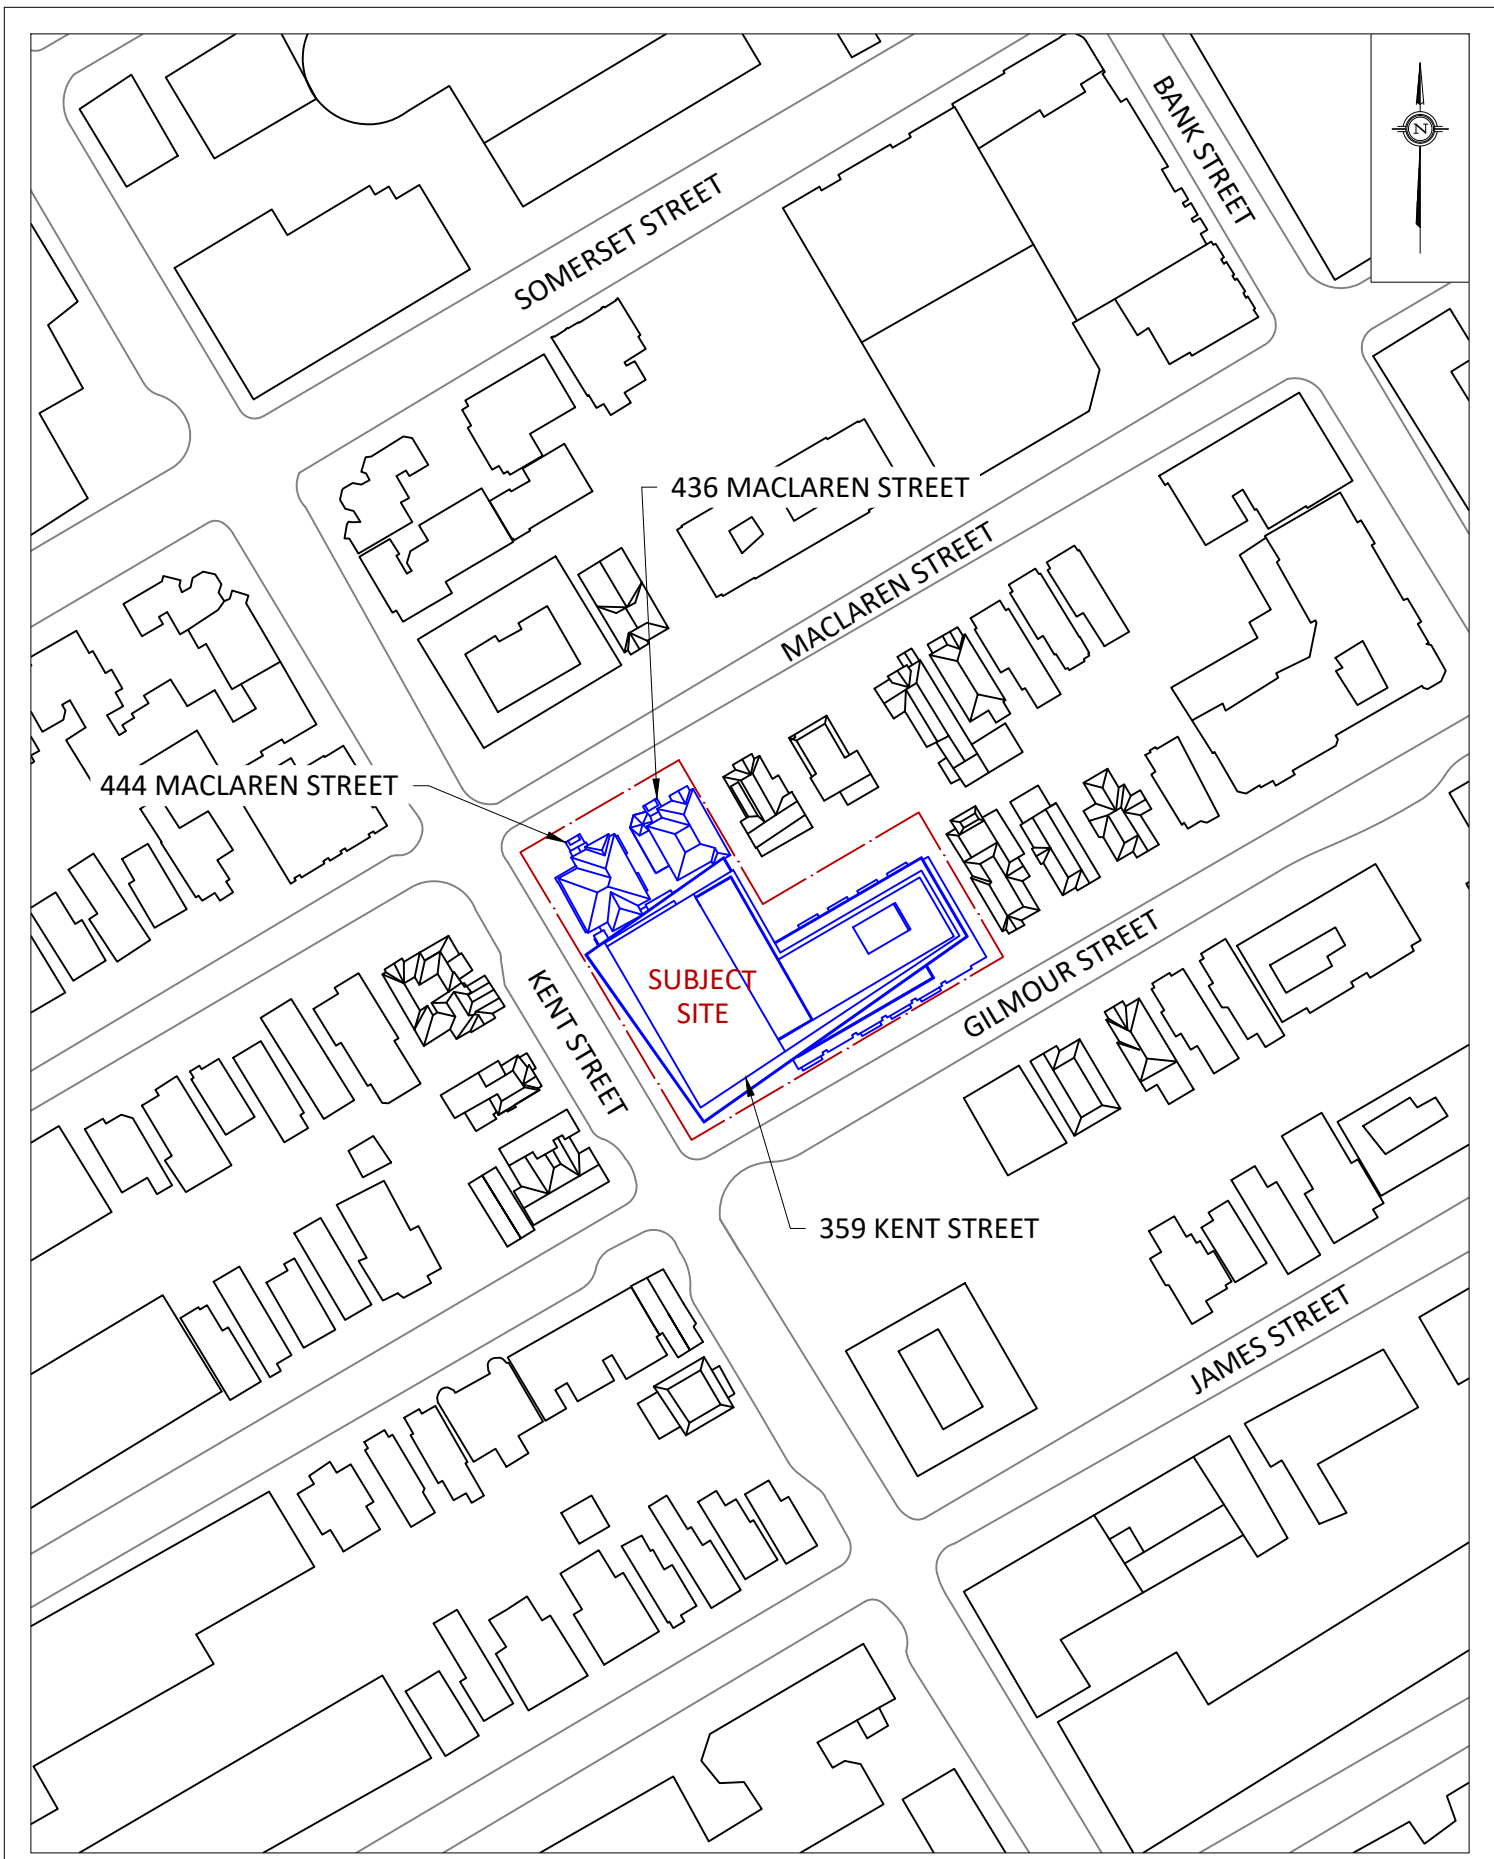 BANK STREET
N
SOMERSET STREET
436 MACLAREN STREET
MACLAREN STREET
444 MACLAREN STREET
SUBJECT
SITE
KENT STREET
GILMOUR STREET
359 KENT STREET
JAMES STREET